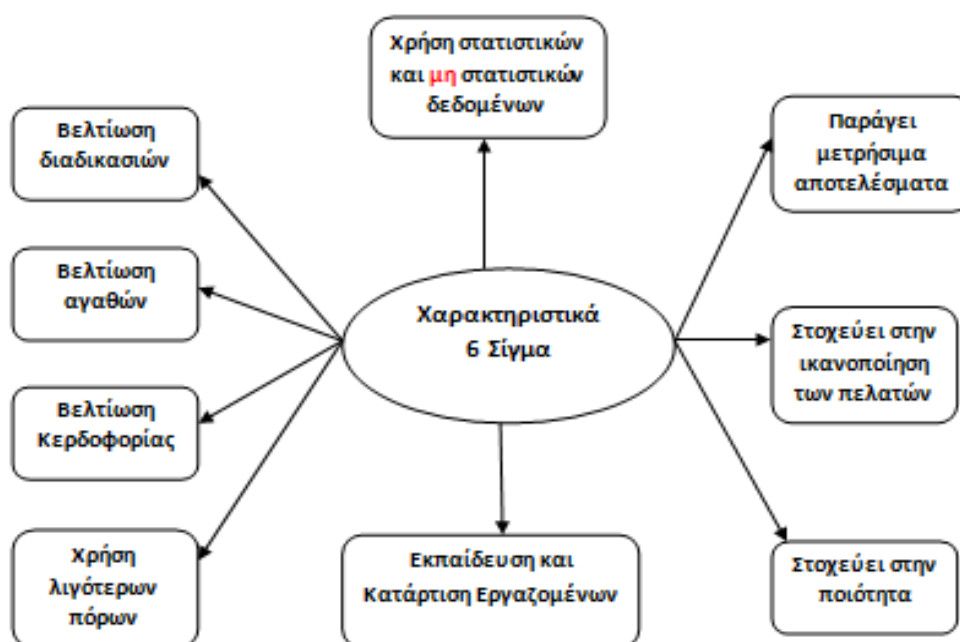 Χρήση στατιστικών
και μη στατιστικών
δεδομένων
Βελτίωση
διαδικασιών
Παράγει
μετρήσιμα
αποτελέσματα
Βελτίωση
αγαθών
Χαρακτηριστικά
6 Σίγμα
Στοχεύει στην
ικανοποίηση
των πελατών
Βελτίωση
Κερδοφορίας
Χρήση
λιγότερων
πόρων
Εκπαίδευση και
Κατάρτιση Εργαζομένων
Στοχεύει στην
ποιότητα